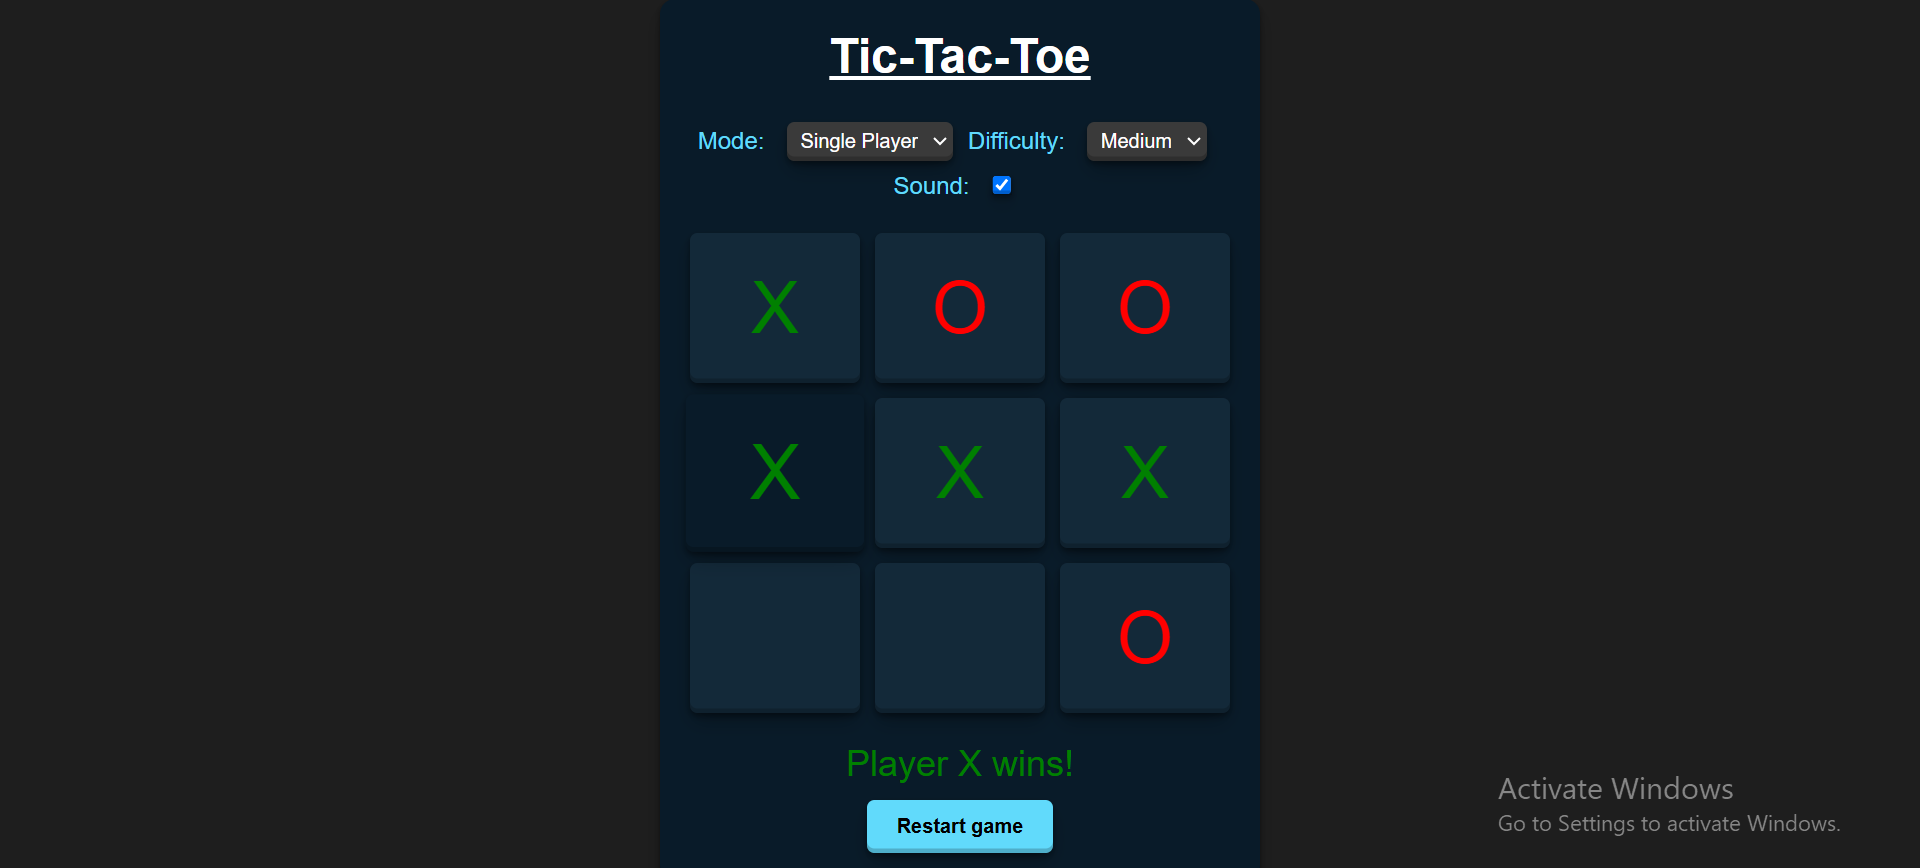 Tic-Tac-Toe
Mode: Single Player Difficulty: Medium
Sound:
X O O
X X X
O
Player X wins!
Restart game
Activate Windows
Go to Settings to activate Windows.